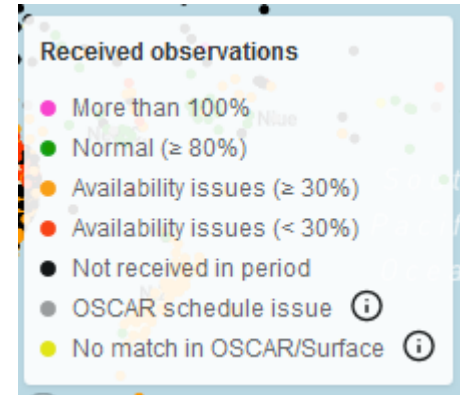 Received observations
More than 100%
Niue
Normal (≥ 80%)
Availability issues (≥ 30%)
Availability issues (< 30%)
Not received in period
OSCAR schedule issue
No match in OSCAR/Surface